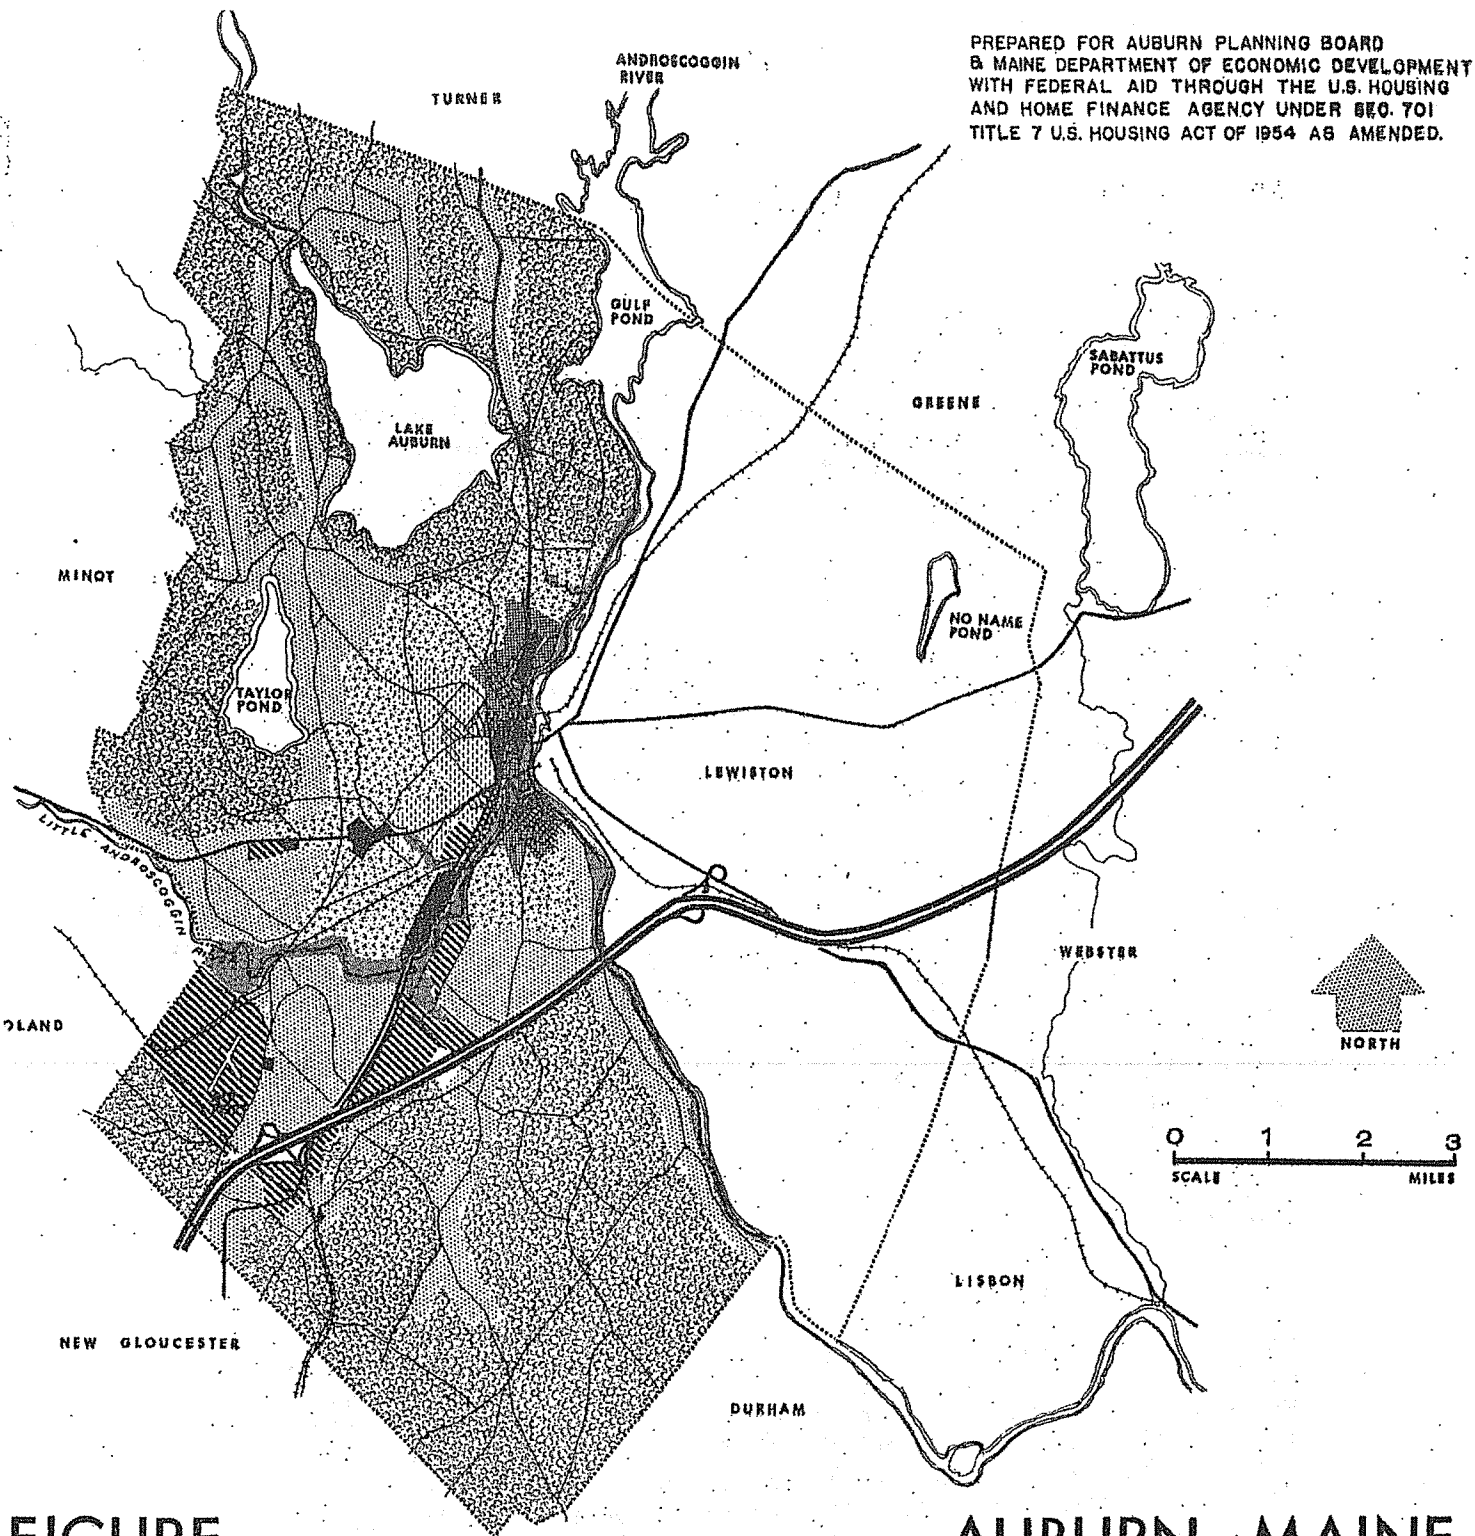 PREPARED FOR AUBURN PLANNING BOARD
& MAINE DEPARTMENT OF ECONOMIC DEVELOPMENT
WITH FEDERAL AID THROUGH THE U.S. HOUSING
AND HOME FINANCE AGENCY UNDER SEC. 701
TITLE 7 U.S. HOUSING ACT OF 1954 AS AMENDED.
ANDROSCOGGIN
RIVER
TURNER
GULF
POND
SABATTUS
POND
GREENE
LAKE
AUBURN
MINOT
NO NAME
POND
TAYLOR
POND
LEWISTON
LITTLE ANDROSCOGGIN
WEBSTER
OLAND
NORTH
0 1 2 3
SCALE MILES
LISBON
NEW GLOUCESTER
DURHAM
FIGURE
AUBURN, MAINE